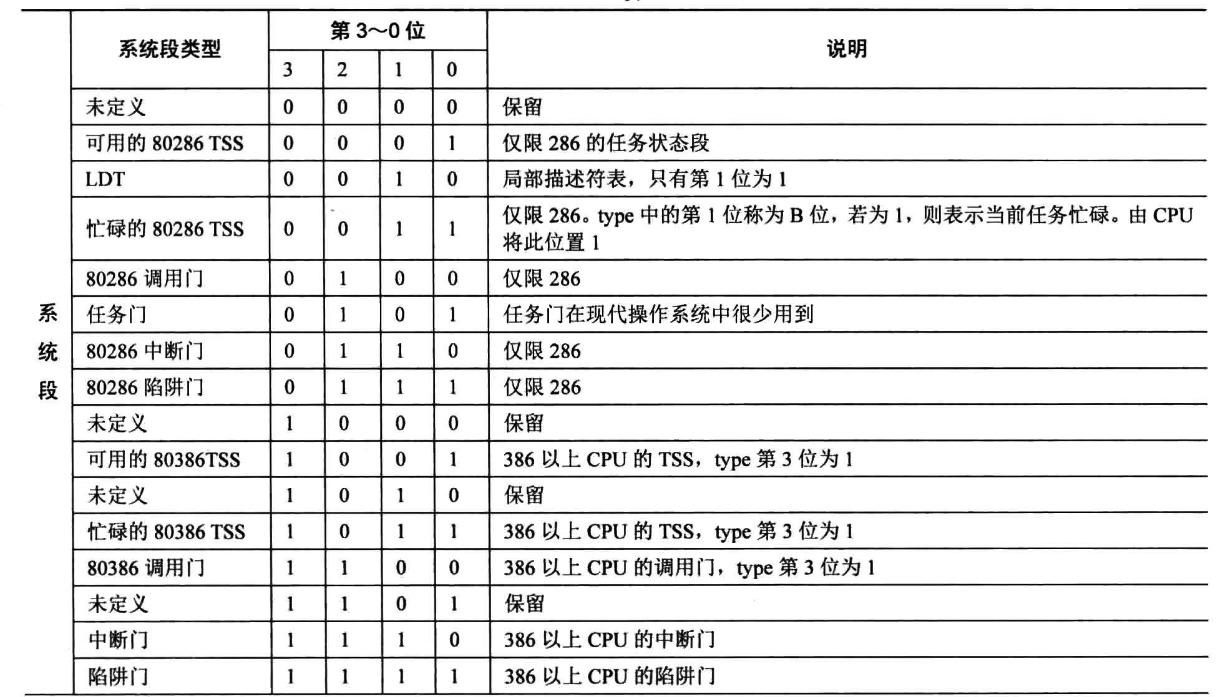 系统段类型 第 3～0 位 说明
3 2 1 0
未定义 0 0 0 0 保留
可用的 80286 TSS 0 0 0 1 仅限 286 的任务状态段
LDT 0 0 1 0 局部描述符表，只有第 1 位为 1
忙碌的 80286 TSS 0 0 1 1 仅限 286。type 中的第 1 位称为 B 位，若为 1，则表示当前任务忙碌。由 CPU
将此位置 1
80286 调用门 0 1 0 0 仅限 286
系统段
任务门 0 1 0 1 任务门在现代操作系统中很少用到
80286 中断门 0 1 1 0 仅限 286
80286 陷阱门 0 1 1 1 仅限 286
未定义 1 0 0 0 保留
可用的 80386TSS 1 0 0 1 386 以上 CPU 的 TSS，type 第 3 位为 1
未定义 1 0 1 0 保留
忙碌的 80386 TSS 1 0 1 1 386 以上 CPU 的 TSS，type 第 3 位为 1
80386 调用门 1 1 0 0 386 以上 CPU 的调用门，type 第 3 位为 1
未定义 1 1 0 1 保留
中断门 1 1 1 0 386 以上 CPU 的中断门
陷阱门 1 1 1 1 386 以上 CPU 的陷阱门